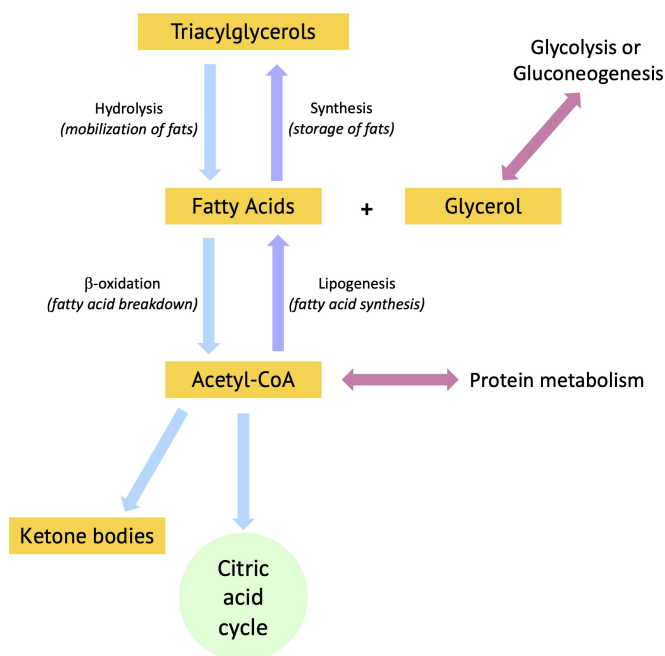 Triacylglycerols
Glycolysis or
Gluconeogenesis
Hydrolysis
(mobilization of fats)
Synthesis
(storage of fats)
Fatty Acids
+
Glycerol
β-oxidation
(fatty acid breakdown)
Lipogenesis
(fatty acid synthesis)
Acetyl-CoA
Protein metabolism
Ketone bodies
Citric
acid
cycle